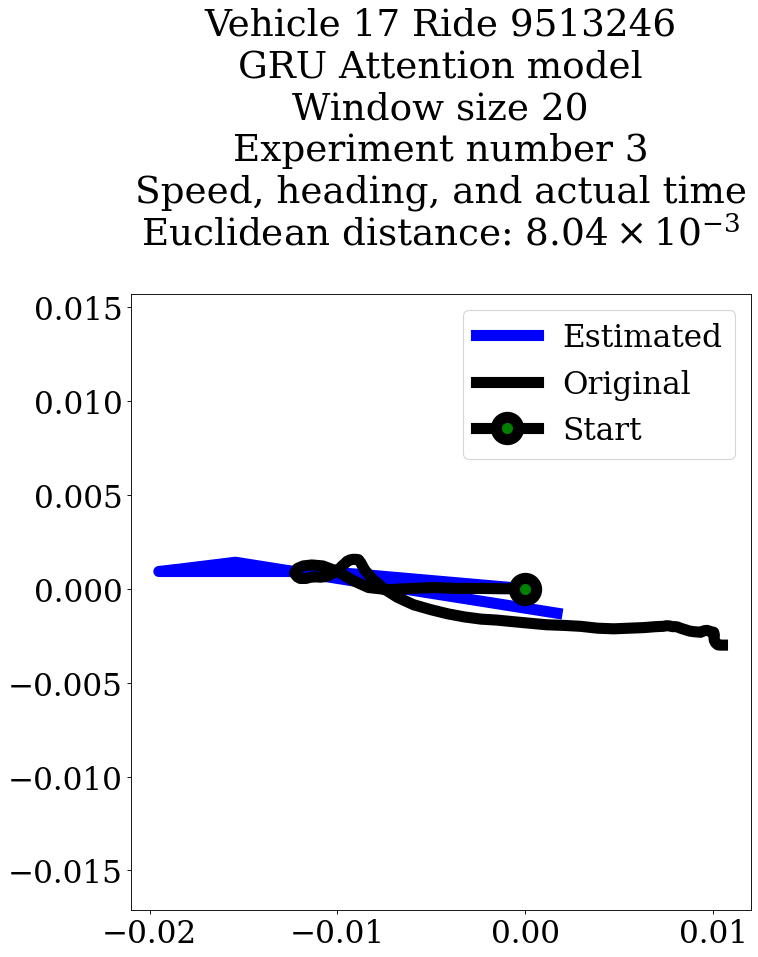 Vehicle 17 Ride 9513246
GRU Attention model
Window size 20
Experiment number 3
Speed, heading, and actual time
Euclidean distance: 8.04 × 10⁻³
Estimated
Original
Start
0.015
0.010
0.005
0.000
−0.005
−0.010
−0.015
−0.02 −0.01 0.00 0.01